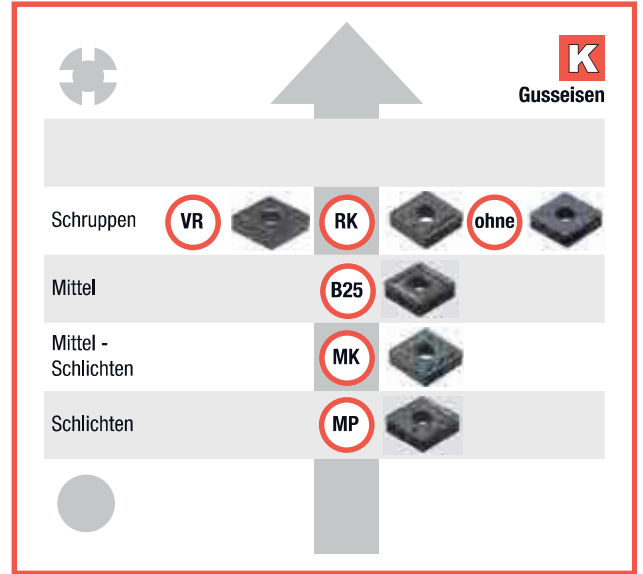 K
Gusseisen
Schruppen VR RK ohne
Mittel B25
Mittel -
Schlichten MK
Schlichten MP